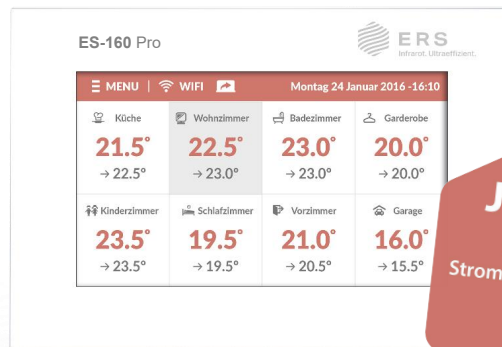 ES-160 Pro
ERS
Infrarot. Ultraeffizient.
MENU | WIFI Montag 24 Januar 2016 -16:10
Küche Wohnzimmer Badezimmer Garderobe
21.5° 22.5° 23.0° 20.0°
→ 22.5° → 23.0° → 23.0° → 20.0°
Kinderzimmer Schlafzimmer Vorzimmer Garage
23.5° 19.5° 21.0° 16.0°
→ 23.5° → 19.5° → 20.5° → 15.5°
J
Strom